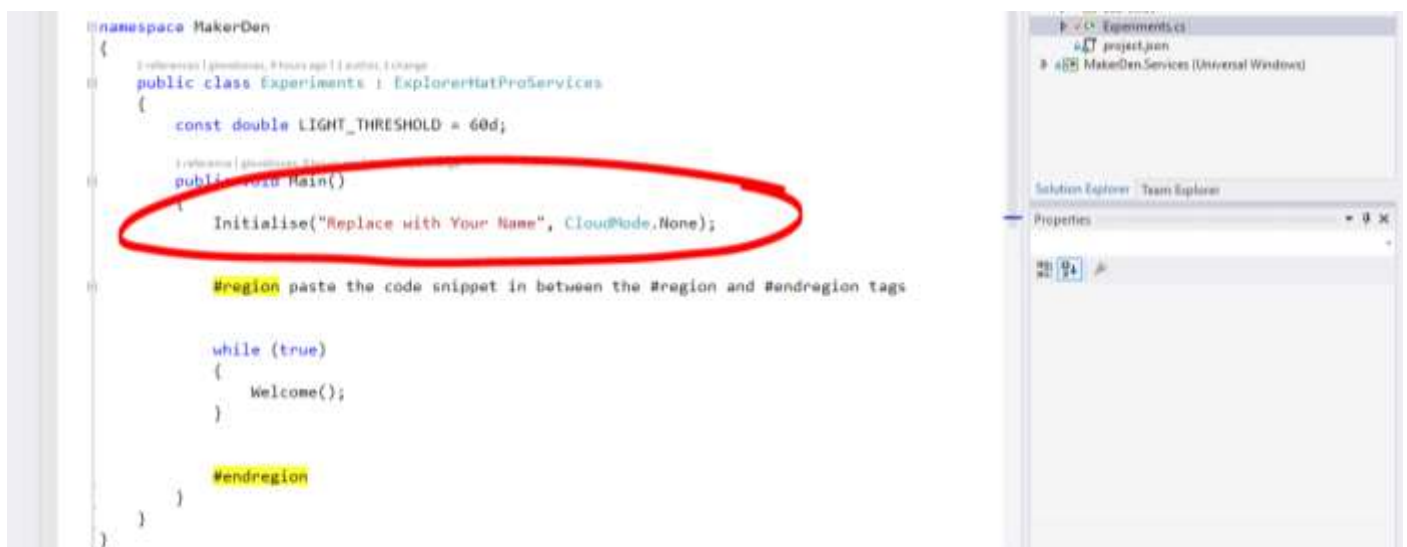 namespace MakerDen
{
public class Experiments : ExplorerHatProServices
{
const double LIGHT_THRESHOLD = 60d;
public void Main()
{
Initialise("Replace with Your Name", CloudMode.None);
#region paste the code snippet in between the #region and #endregion tags
while (true)
{
Welcome();
}
#endregion
}
}
}
Experiments.cs
project.json
MakerDen.Services (Universal Windows)
Solution Explorer Team Explorer
Properties